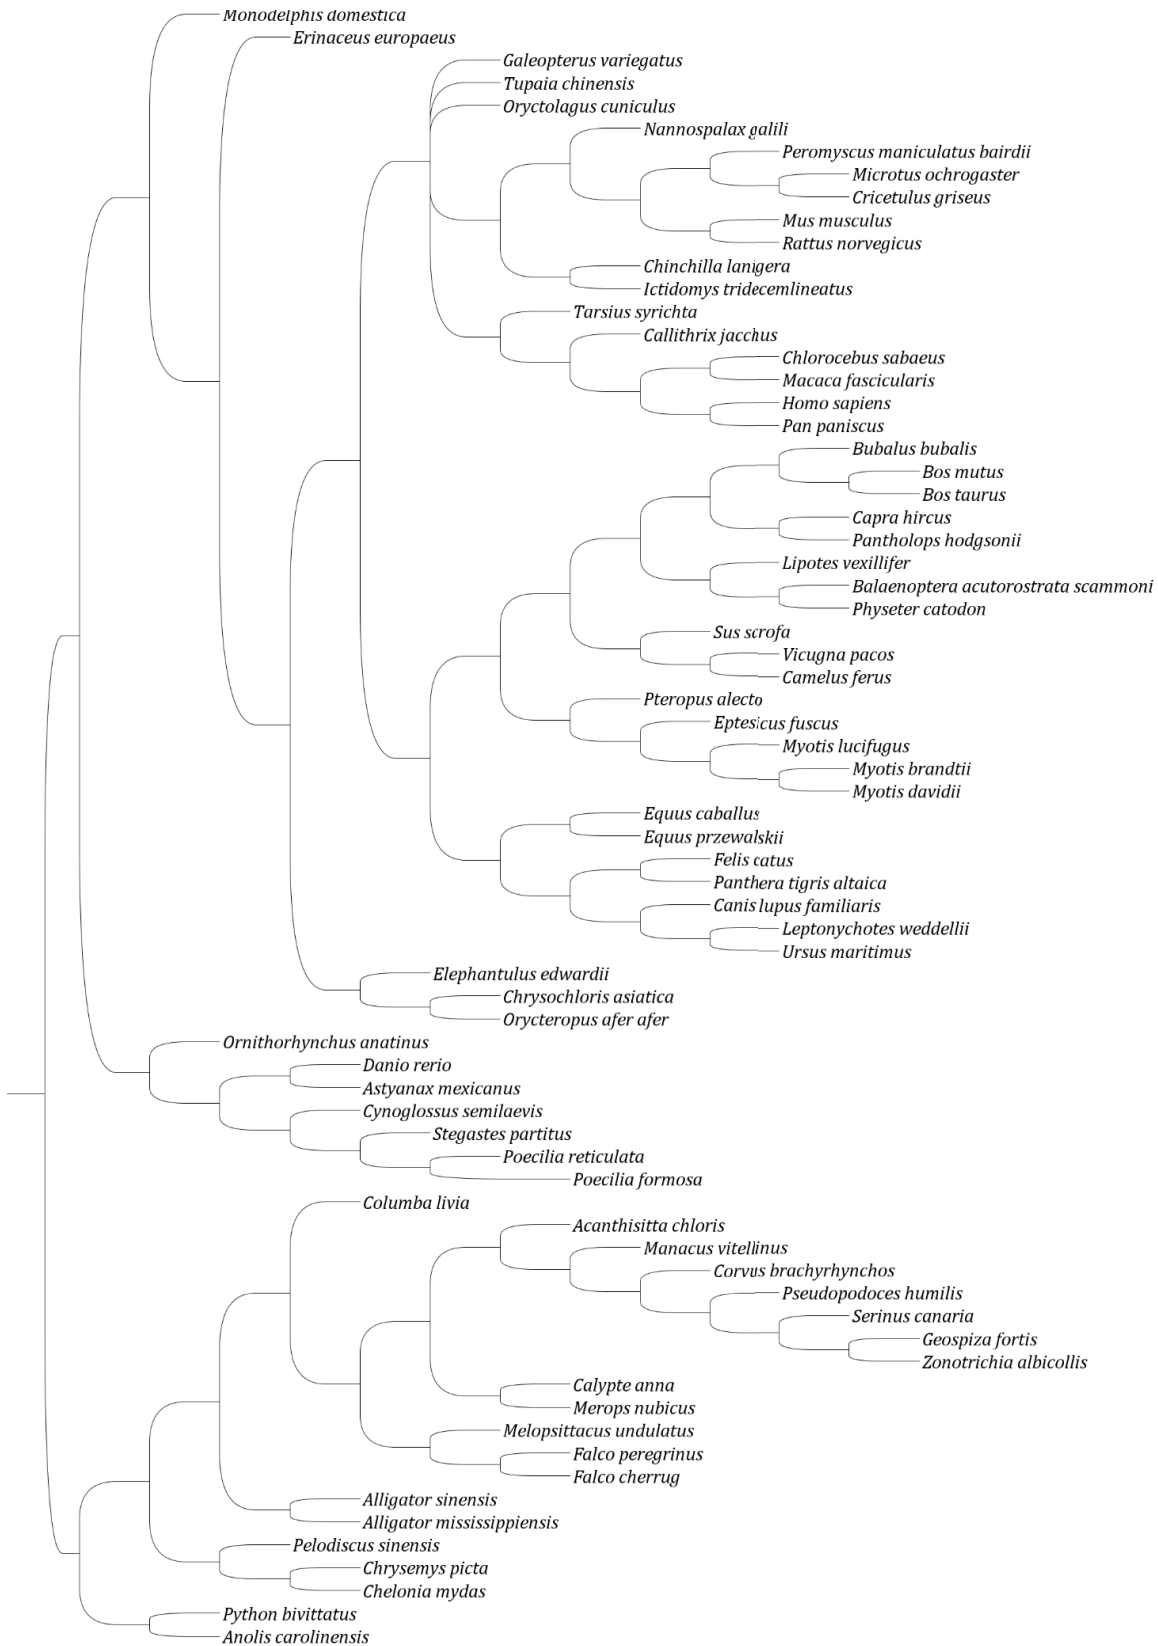 Monodelphis domestica
Erinaceus europaeus
Galeopterus variegatus
Tupaia chinensis
Oryctolagus cuniculus
Nannospalax galili
Peromyscus maniculatus bairdii
Microtus ochrogaster
Cricetulus griseus
Mus musculus
Rattus norvegicus
Chinchilla lanigera
Ictidomys tridecemlineatus
Tarsius syrichta
Callithrix jacchus
Chlorocebus sabaeus
Macaca fascicularis
Homo sapiens
Pan paniscus
Bubalus bubalis
Bos mutus
Bos taurus
Capra hircus
Pantholops hodgsonii
Lipotes vexillifer
Balaenoptera acutorostrata scammoni
Physeter catodon
Sus scrofa
Vicugna pacos
Camelus ferus
Pteropus alecto
Eptesicus fuscus
Myotis lucifugus
Myotis brandtii
Myotis davidii
Equus caballus
Equus przewalskii
Felis catus
Panthera tigris altaica
Canis lupus familiaris
Leptonychotes weddellii
Ursus maritimus
Elephantulus edwardii
Chrysochloris asiatica
Orycteropus afer afer
Ornithorhynchus anatinus
Danio rerio
Astyanax mexicanus
Cynoglossus semilaevis
Stegastes partitus
Poecilia reticulata
Poecilia formosa
Columba livia
Acanthisitta chloris
Manacus vitellinus
Corvus brachyrhynchos
Pseudopodoces humilis
Serinus canaria
Geospiza fortis
Zonotrichia albicollis
Calypte anna
Merops nubicus
Melopsittacus undulatus
Falco peregrinus
Falco cherrug
Alligator sinensis
Alligator mississippiensis
Pelodiscus sinensis
Chrysemys picta
Chelonia mydas
Python bivittatus
Anolis carolinensis